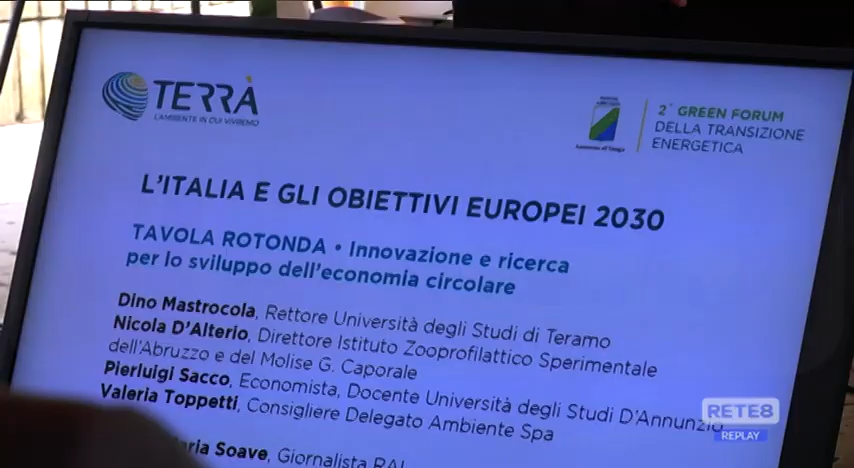 TERRÀ
L'AMBIENTE IN CUI VIVREMO
2° GREEN FORUM
DELLA TRANSIZIONE
ENERGETICA
L'ITALIA E GLI OBIETTIVI EUROPEI 2030
TAVOLA ROTONDA • Innovazione e ricerca
per lo sviluppo dell'economia circolare
Dino Mastrocola, Rettore Università degli Studi di Teramo
Nicola D'Alterio, Direttore Istituto Zooprofilattico Sperimentale
dell'Abruzzo e del Molise G. Caporale
Pierluigi Sacco, Economista, Docente Università degli Studi D'Annunzio
Valeria Toppetti, Consigliere Delegato Ambiente Spa
Soave, Giornalista RAI
RETE8
REPLAY